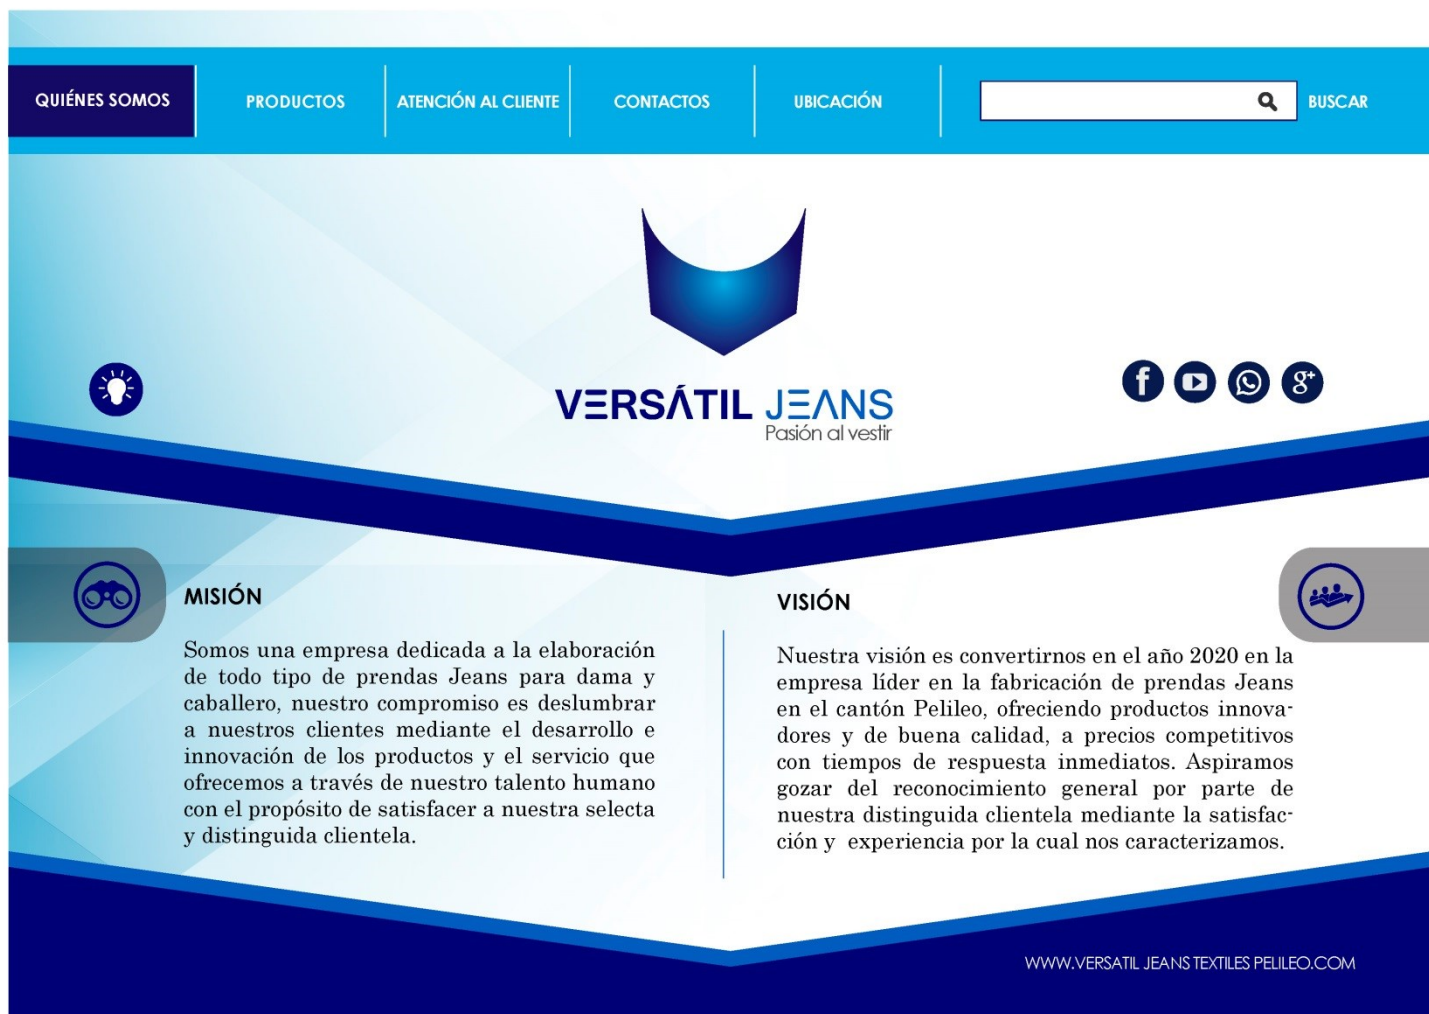 QUIÉNES SOMOS
PRODUCTOS
ATENCIÓN AL CLIENTE
CONTACTOS
UBICACIÓN
BUSCAR
VERSÁTIL JEANS
Pasión al vestir
MISIÓN
Somos una empresa dedicada a la elaboración
de todo tipo de prendas Jeans para dama y
caballero, nuestro compromiso es deslumbrar
a nuestros clientes mediante el desarrollo e
innovación de los productos y el servicio que
ofrecemos a través de nuestro talento humano
con el propósito de satisfacer a nuestra selecta
y distinguida clientela.
VISIÓN
Nuestra visión es convertirnos en el año 2020 en la
empresa líder en la fabricación de prendas Jeans
en el cantón Pelileo, ofreciendo productos innova-
dores y de buena calidad, a precios competitivos
con tiempos de respuesta inmediatos. Aspiramos
gozar del reconocimiento general por parte de
nuestra distinguida clientela mediante la satisfac-
ción y  experiencia por la cual nos caracterizamos.
WWW.VERSATIL JEANS TEXTILES PELILEO.COM